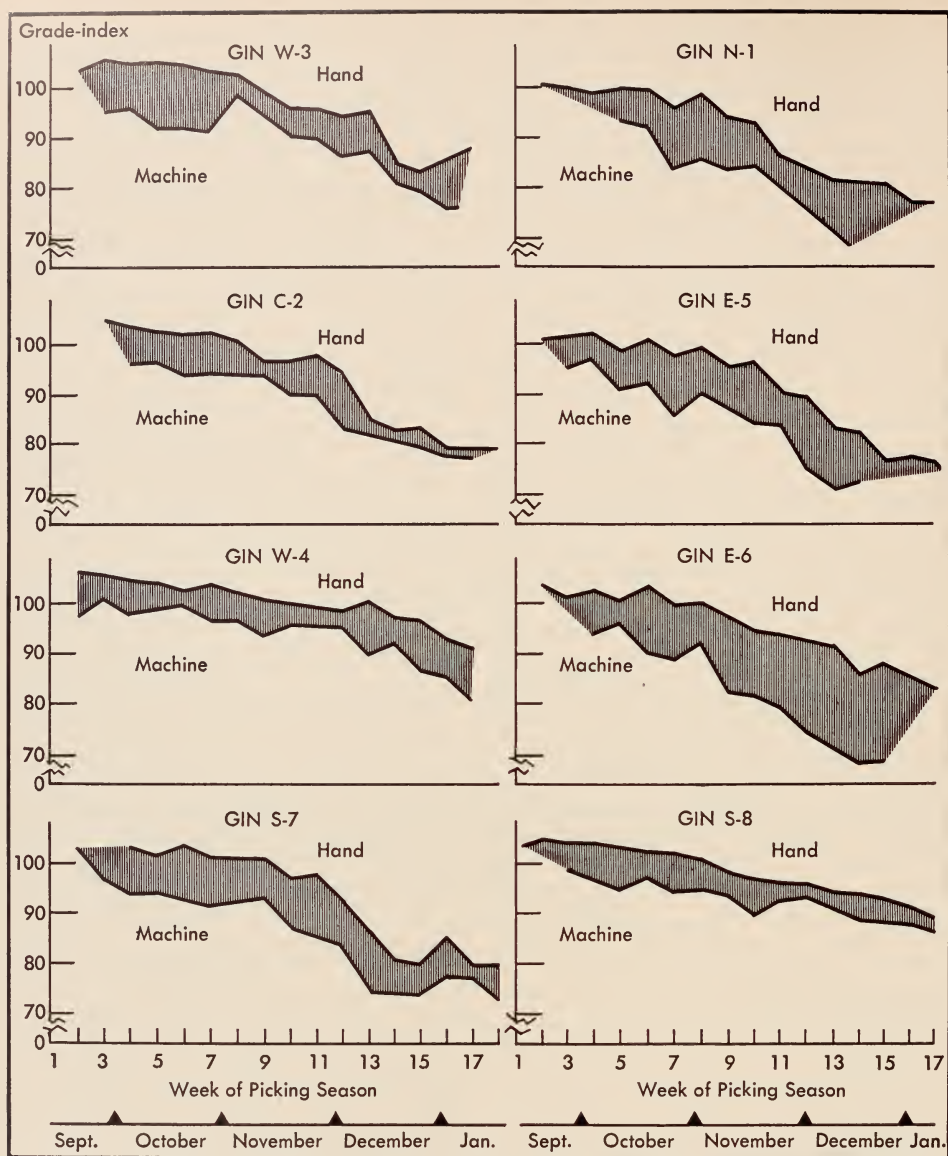 Grade-index
GIN W-3
Hand
Machine
100
90
80
70
0
GIN N-1
Hand
Machine
GIN C-2
Hand
Machine
100
90
80
70
0
GIN E-5
Hand
Machine
GIN W-4
Hand
Machine
100
90
80
70
0
GIN E-6
Hand
Machine
GIN S-7
Hand
Machine
100
90
80
70
0
GIN S-8
Hand
Machine
1 3 5 7 9 11 13 15 17
Week of Picking Season
Sept. October November December Jan.
1 3 5 7 9 11 13 15 17
Week of Picking Season
Sept. October November December Jan.